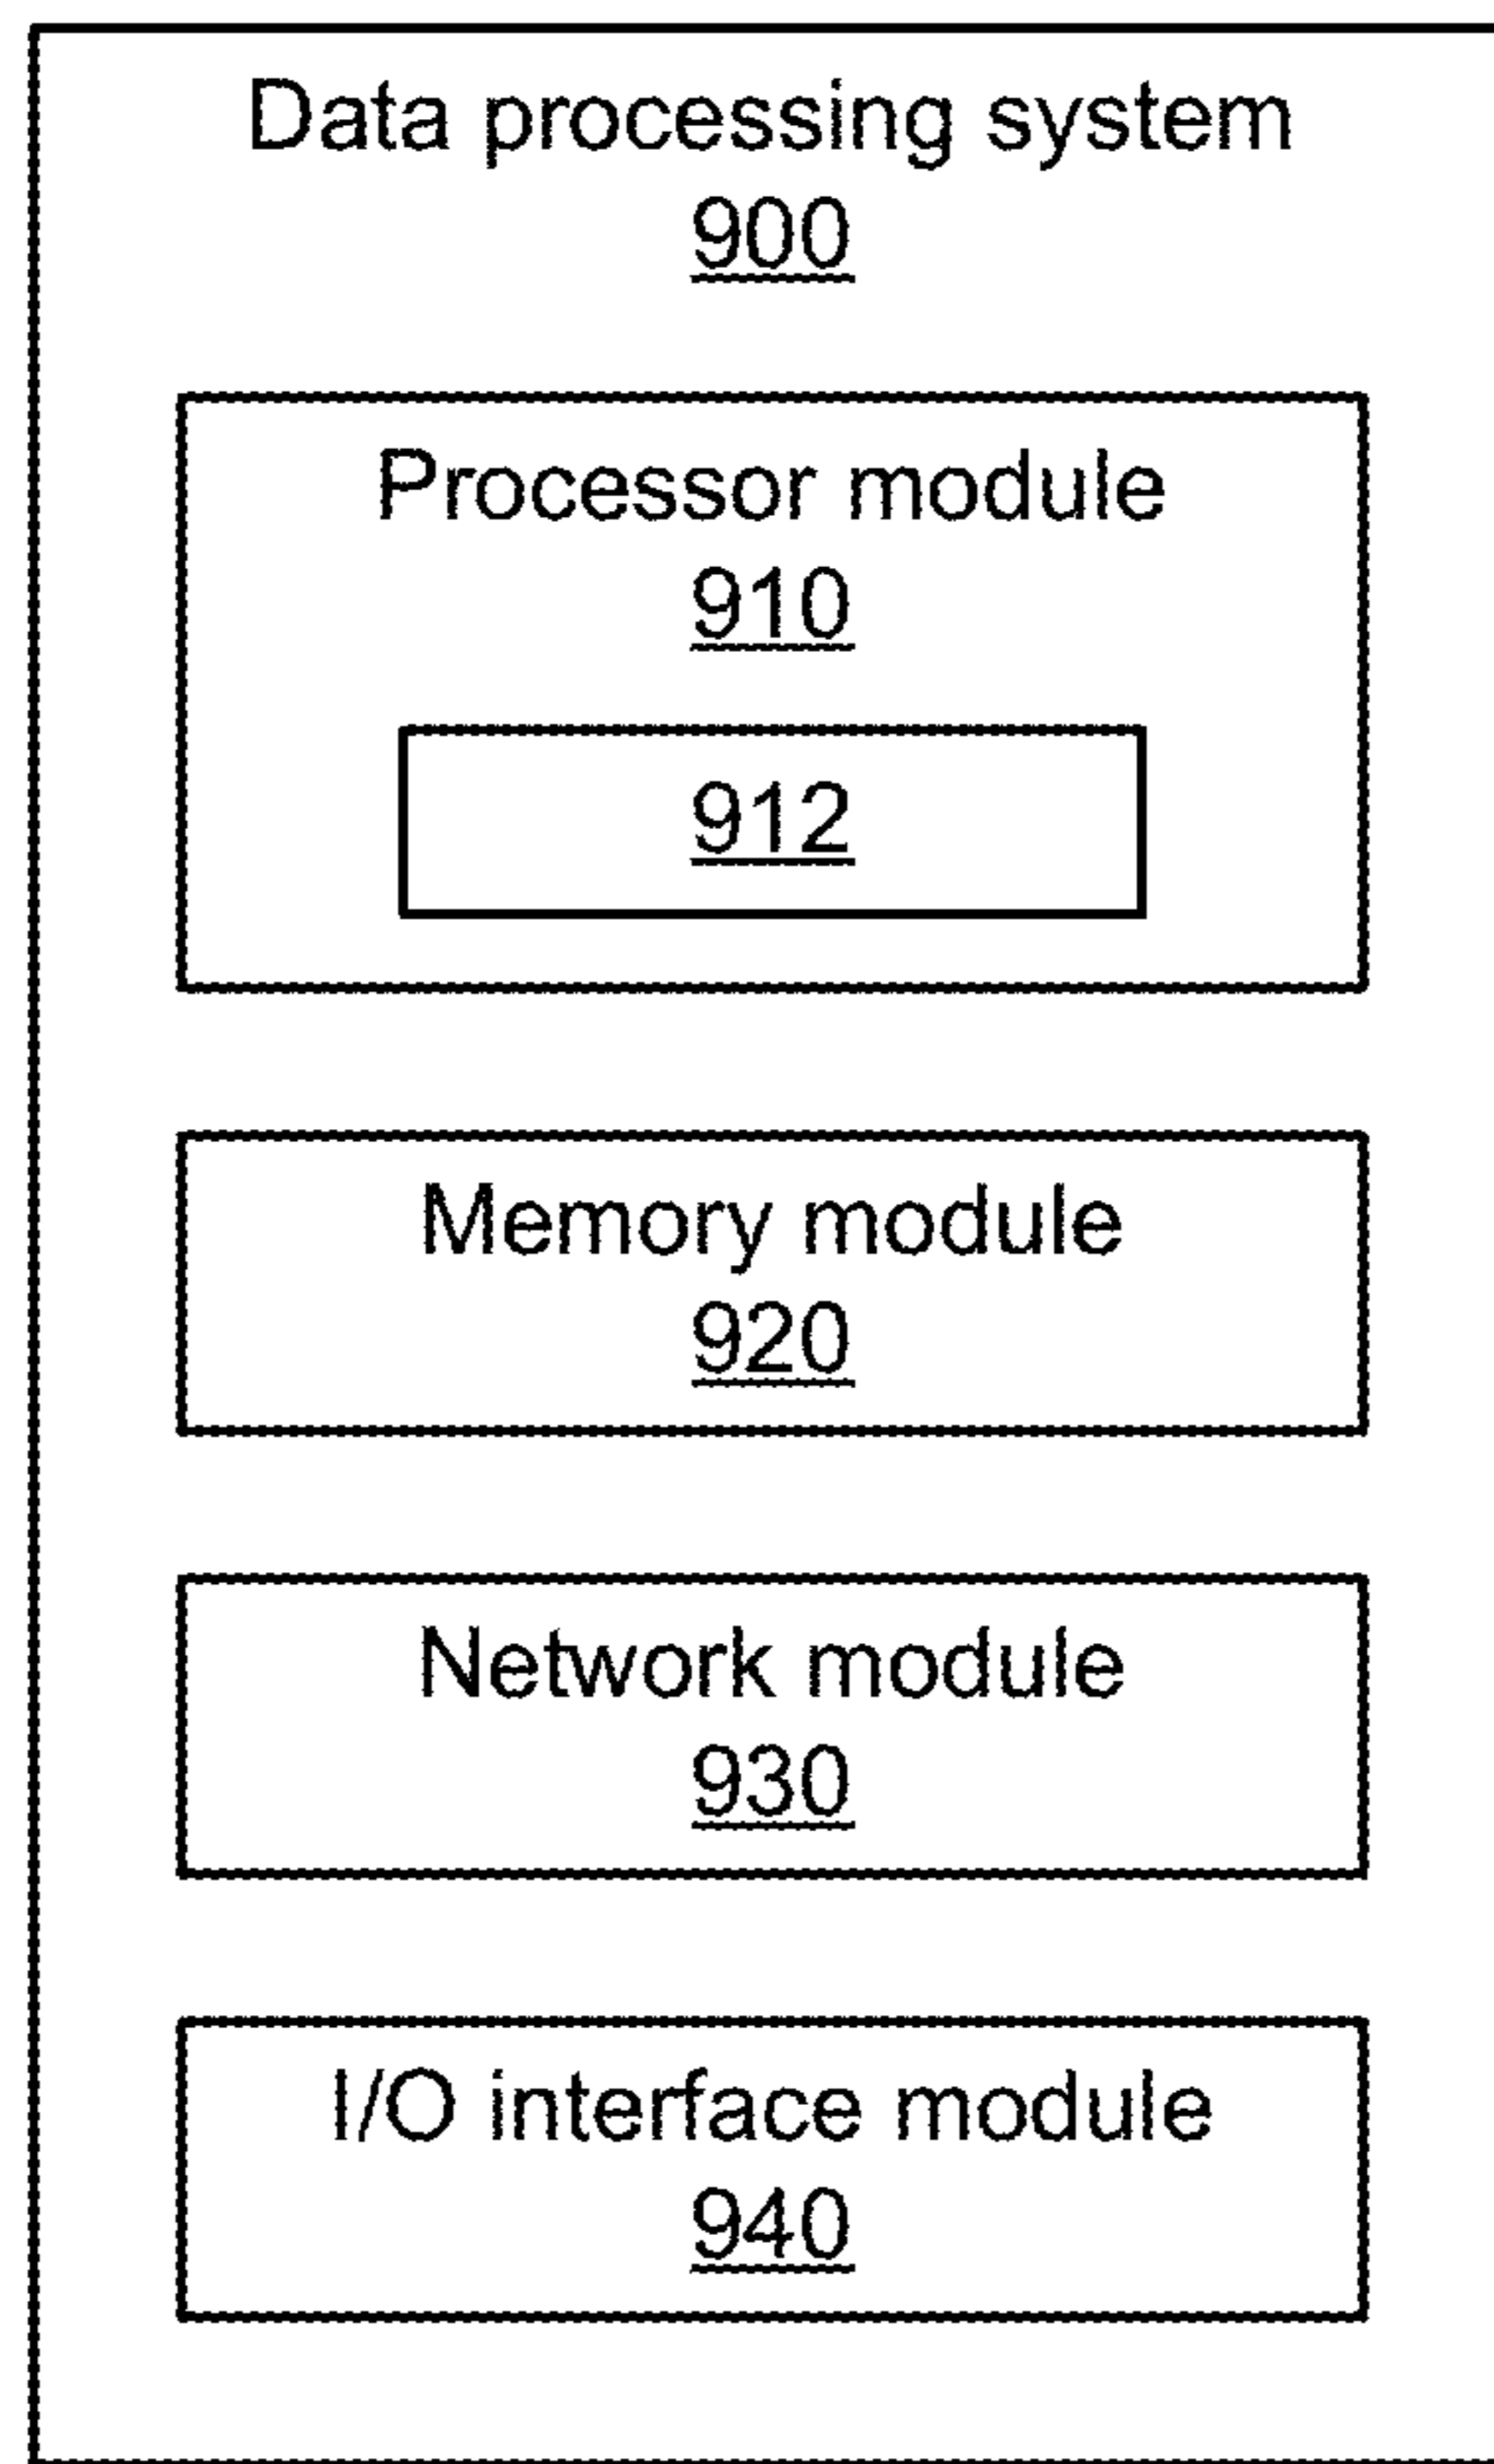 Data processing system
900
Processor module
910
912
Memory module
920
Network module
930
I/O interface module
940